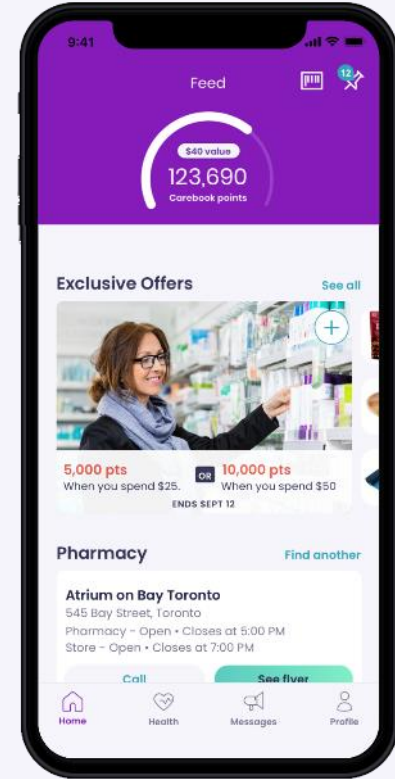 9:41
Feed
12
$40 value
123,690
Carebook points
Exclusive Offers See all
5,000 pts OR 10,000 pts
When you spend $25. When you spend $50
ENDS SEPT 12
Pharmacy Find another
Atrium on Bay Toronto
545 Bay Street, Toronto
Pharmacy - Open • Closes at 5:00 PM
Store - Open • Closes at 7:00 PM
Call See flyer
Home Health Messages Profile